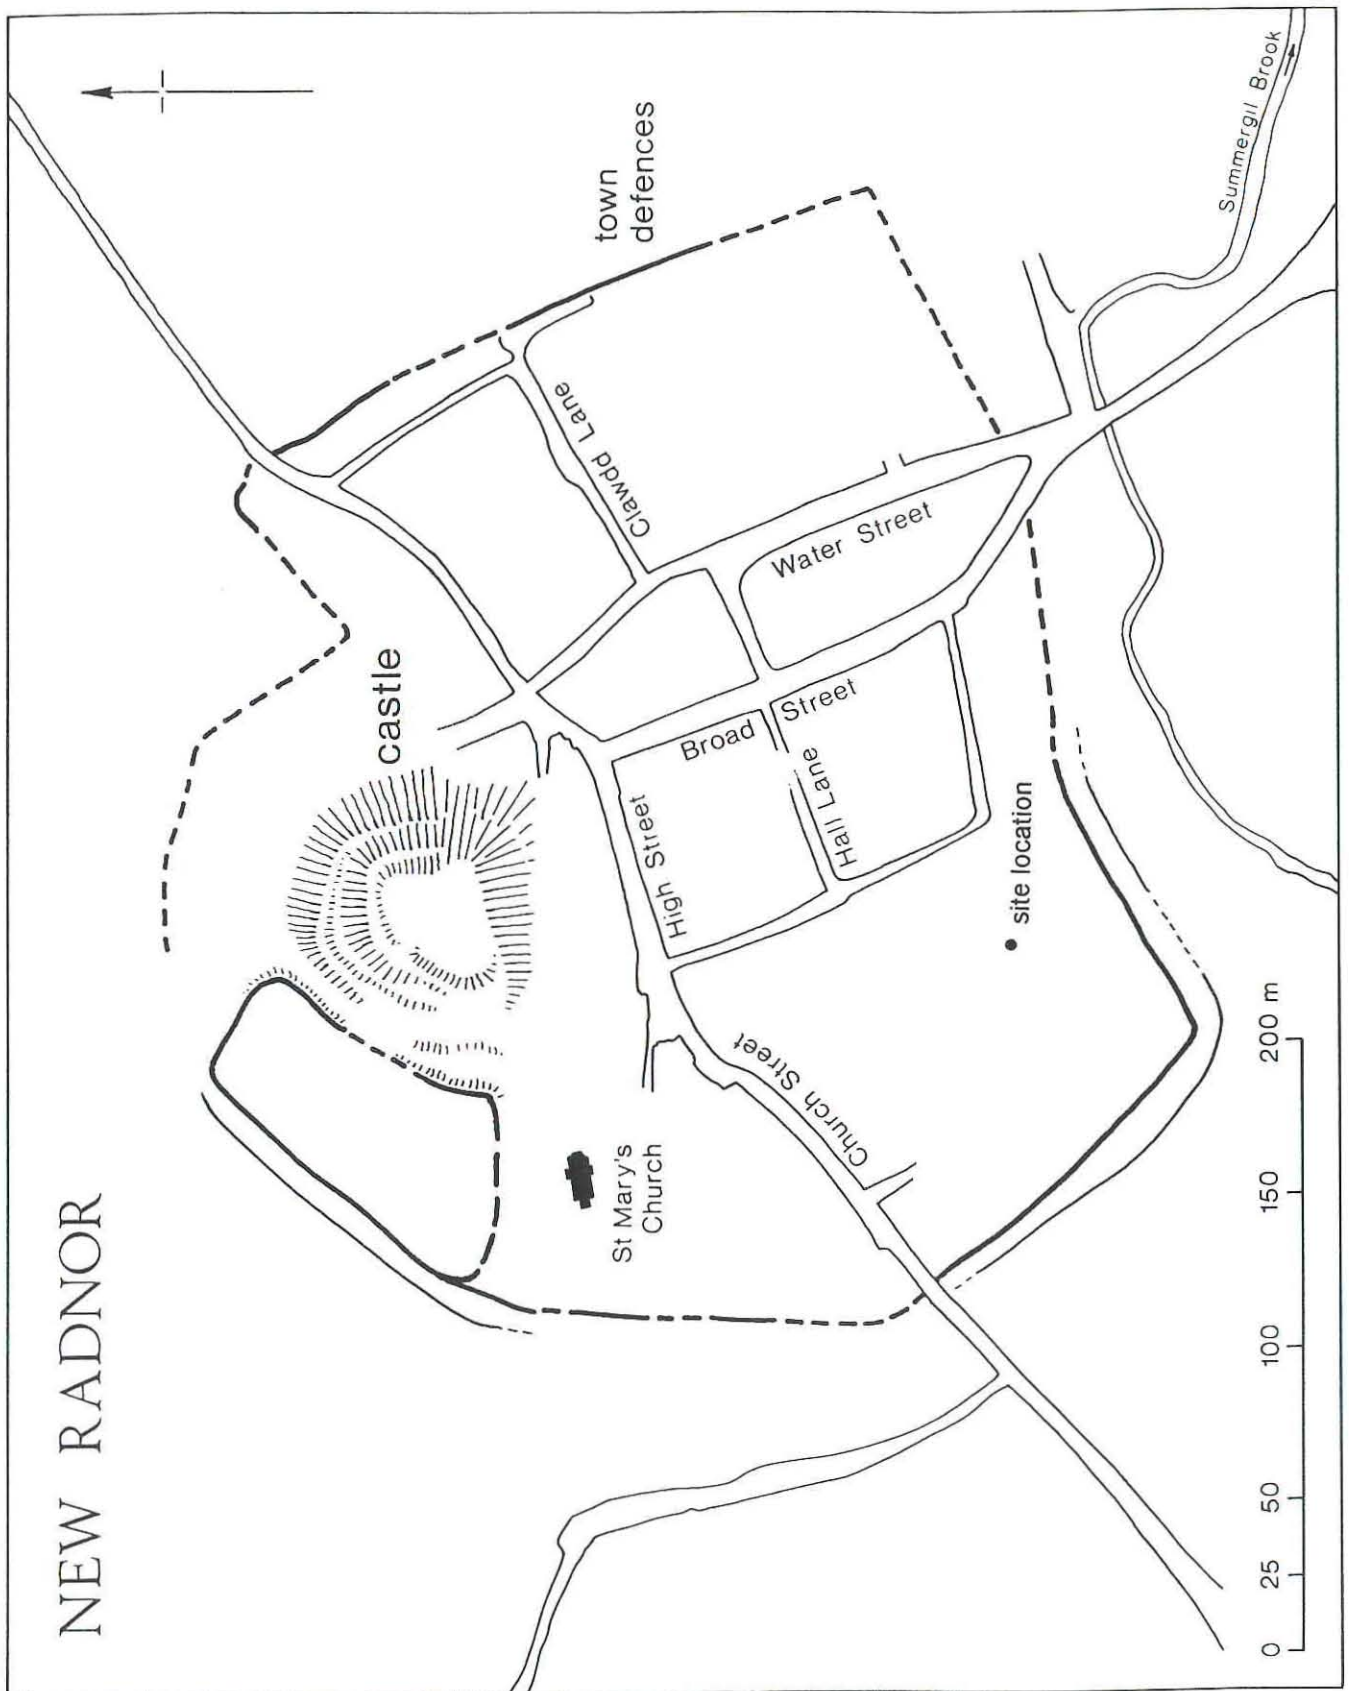 NEW RADNOR
castle
town
defences
St Mary's
Church
High Street
Clawdd Lane
Broad Street
Hall Lane
Water Street
Church Street
site location
Summergil Brook
0 25 50 100 150 200 m